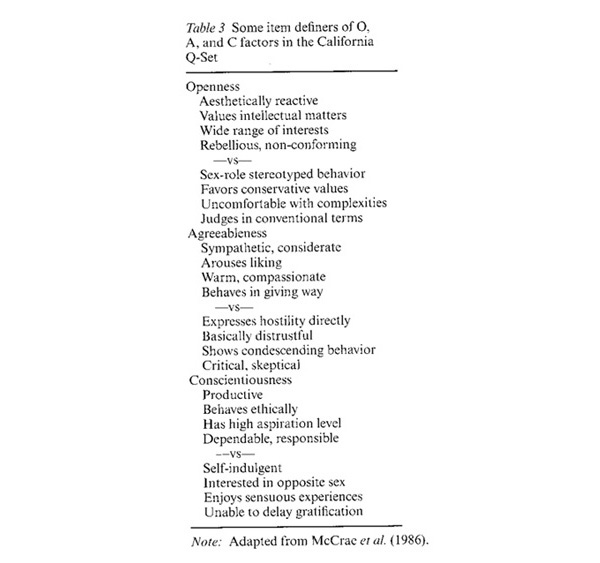 Table 3 Some item definers of O,
A, and C factors in the California
Q-Set
Openness
Aesthetically reactive
Values intellectual matters
Wide range of interests
Rebellious, non-conforming
—vs—
Sex-role stereotyped behavior
Favors conservative values
Uncomfortable with complexities
Judges in conventional terms
Agreeableness
Sympathetic, considerate
Arouses liking
Warm, compassionate
Behaves in giving way
—vs—
Expresses hostility directly
Basically distrustful
Shows condescending behavior
Critical, skeptical
Conscientiousness
Productive
Behaves ethically
Has high aspiration level
Dependable, responsible
--vs—
Self-indulgent
Interested in opposite sex
Enjoys sensuous experiences
Unable to delay gratification
Note: Adapted from McCrae et al. (1986).